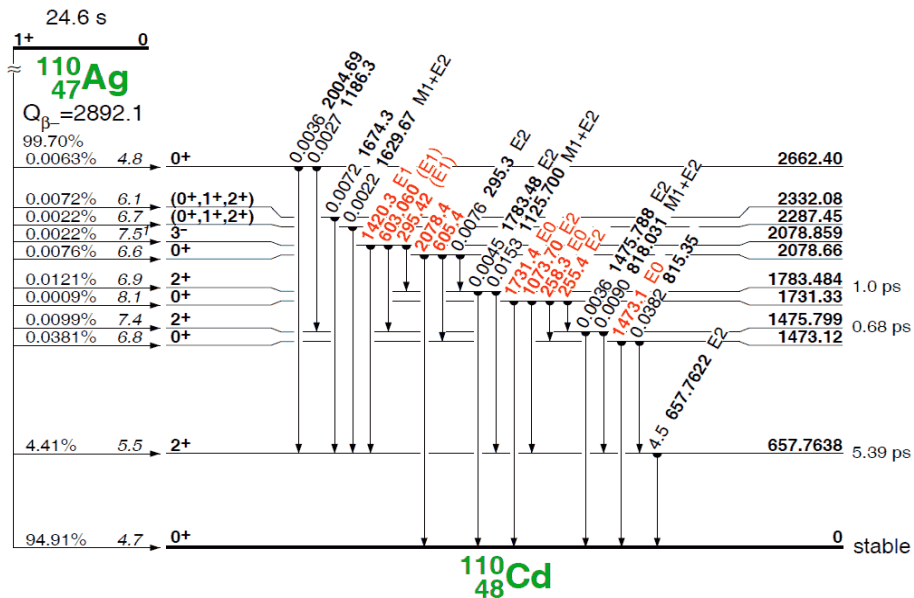 24.6 s
1+ 0
110
47Ag
Qβ−=2892.1
99.70%
0.0063% 4.8 0+ 2662.40
0.0072% 6.1 (0+,1+,2+) 2332.08
0.0022% 6.7 (0+,1+,2+) 2287.45
0.0022% 7.5¹ 3- 2078.859
0.0076% 6.6 0+ 2078.66
0.0121% 6.9 2+ 1783.484 1.0 ps
0.0009% 8.1 0+ 1731.33
0.0099% 7.4 2+ 1475.799 0.68 ps
0.0381% 6.8 0+ 1473.12
4.41% 5.5 2+ 657.7638 5.39 ps
94.91% 4.7 0+ 0 stable
0.0036 2004.69
0.0027 1186.3
0.0072 1674.3
0.0022 1629.67 M1+E2
1420.3 E1
603.060 (E1)
295.42 (E1)
2078.4
605.4
0.0076 295.3 E2
0.0045 1783.48 E2
0.0153 1125.700 M1+E2
1731.4 E0
1073.70 E2
258.3 E0
255.4 E2
0.0036 1475.788 E2
0.0090 818.031 M1+E2
1473.1 E0
0.0382 815.35
4.5 657.7622 E2
110
48Cd